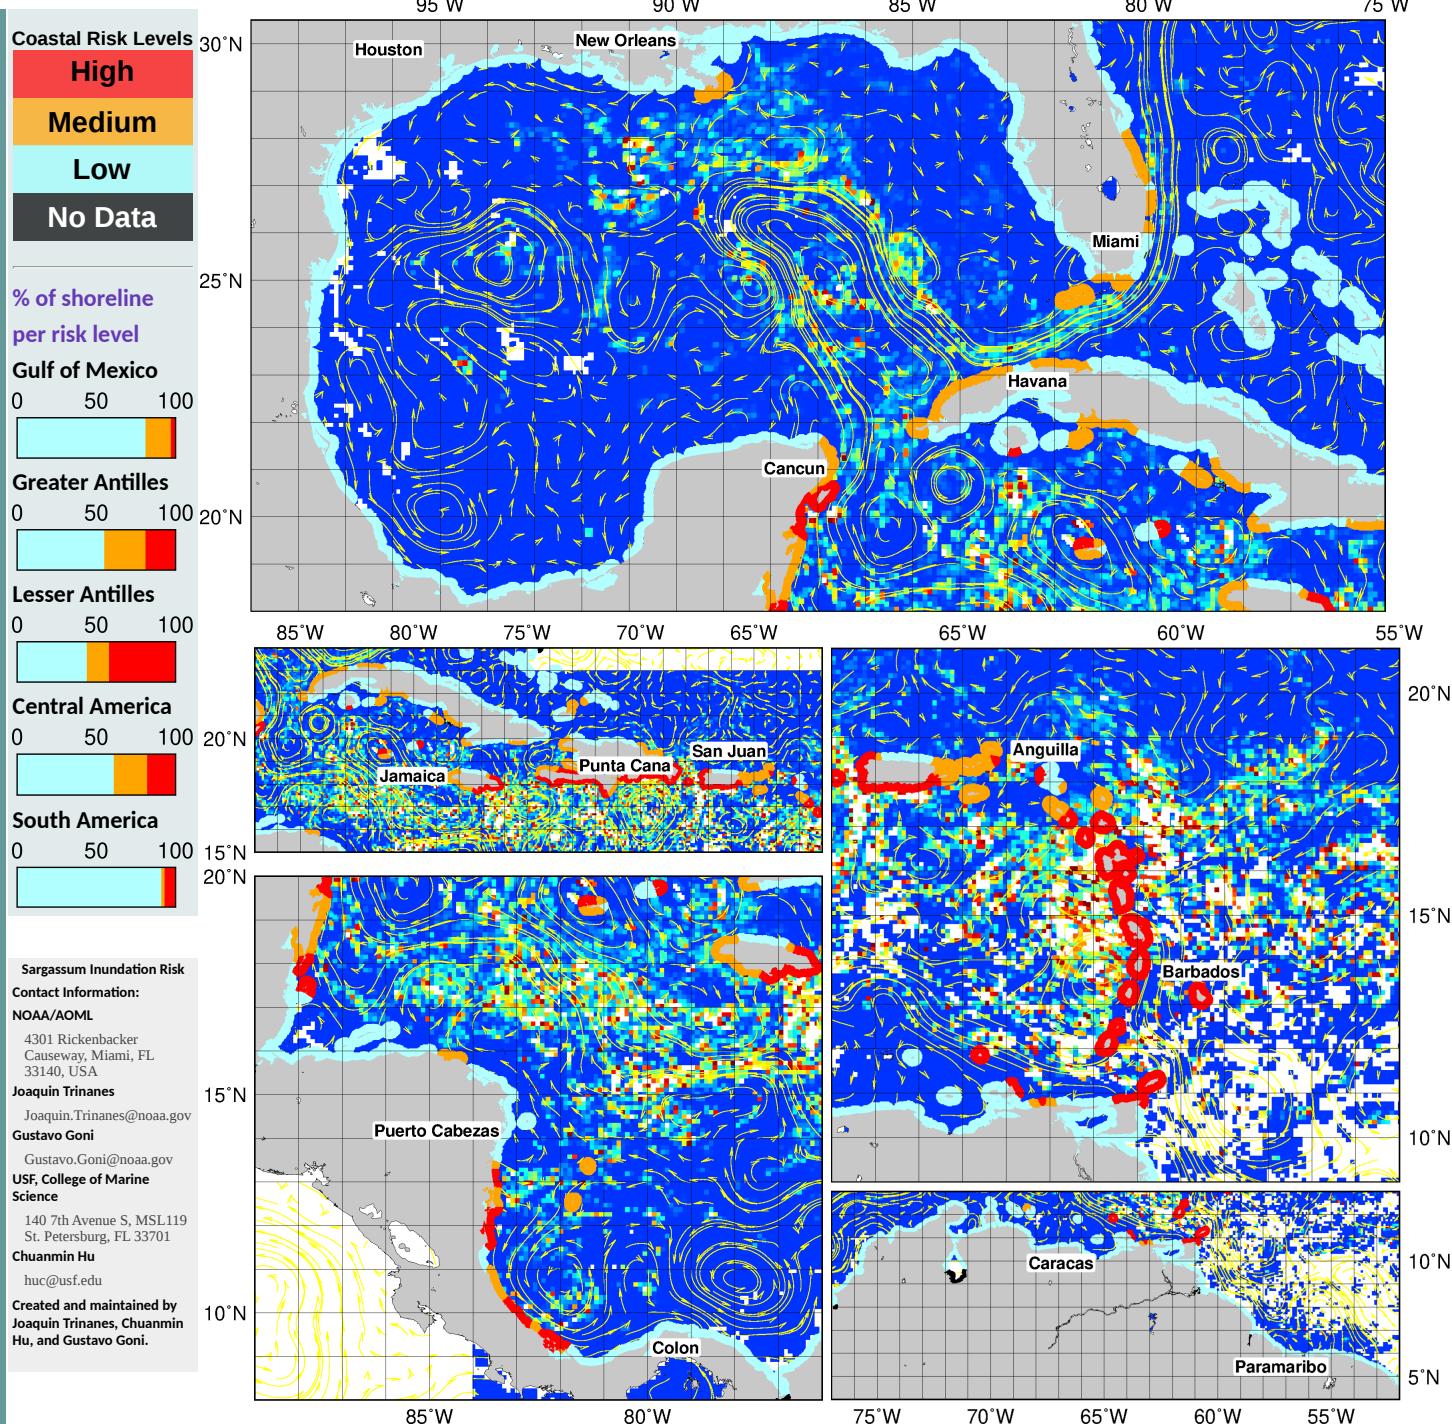 Coastal Risk Levels
High
Medium
Low
No Data
% of shoreline
per risk level
Gulf of Mexico
0 50 100
Greater Antilles
0 50 100
Lesser Antilles
0 50 100
Central America
0 50 100
South America
0 50 100
Sargassum Inundation Risk
Contact Information:
NOAA/AOML
4301 Rickenbacker
Causeway, Miami, FL
33140, USA
Joaquin Trinanes
Joaquin.Trinanes@noaa.gov
Gustavo Goni
Gustavo.Goni@noaa.gov
USF, College of Marine
Science
140 7th Avenue S, MSL119
St. Petersburg, FL 33701
Chuanmin Hu
huc@usf.edu
Created and maintained by
Joaquin Trinanes, Chuanmin
Hu, and Gustavo Goni.
95°W 90°W 85°W 80°W 75°W
30°N
Houston
New Orleans
Miami
25°N
Havana
Cancun
20°N
85°W 80°W 75°W 70°W 65°W
20°N
San Juan
Punta Cana
Jamaica
15°N
65°W 60°W 55°W
20°N
Anguilla
15°N
Barbados
10°N
20°N
15°N
Puerto Cabezas
10°N
Colon
85°W 80°W
Caracas
10°N
Paramaribo
5°N
75°W 70°W 65°W 60°W 55°W